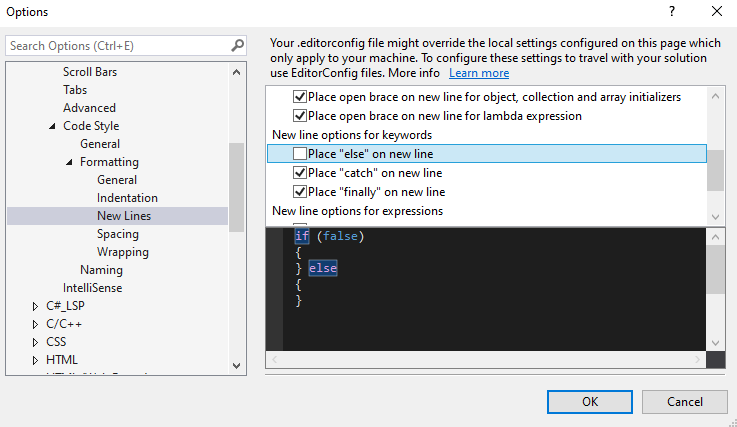 Options
?
Search Options (Ctrl+E)
Scroll Bars
Tabs
Advanced
Code Style
General
Formatting
General
Indentation
New Lines
Spacing
Wrapping
Naming
IntelliSense
C#_LSP
C/C++
CSS
HTML
Your .editorconfig file might override the local settings configured on this page which
only apply to your machine. To configure these settings to travel with your solution
use EditorConfig files. More info Learn more
Place open brace on new line for object, collection and array initializers
Place open brace on new line for lambda expression
New line options for keywords
Place "else" on new line
Place "catch" on new line
Place "finally" on new line
New line options for expressions
if (false)
{
} else
{
}
OK
Cancel